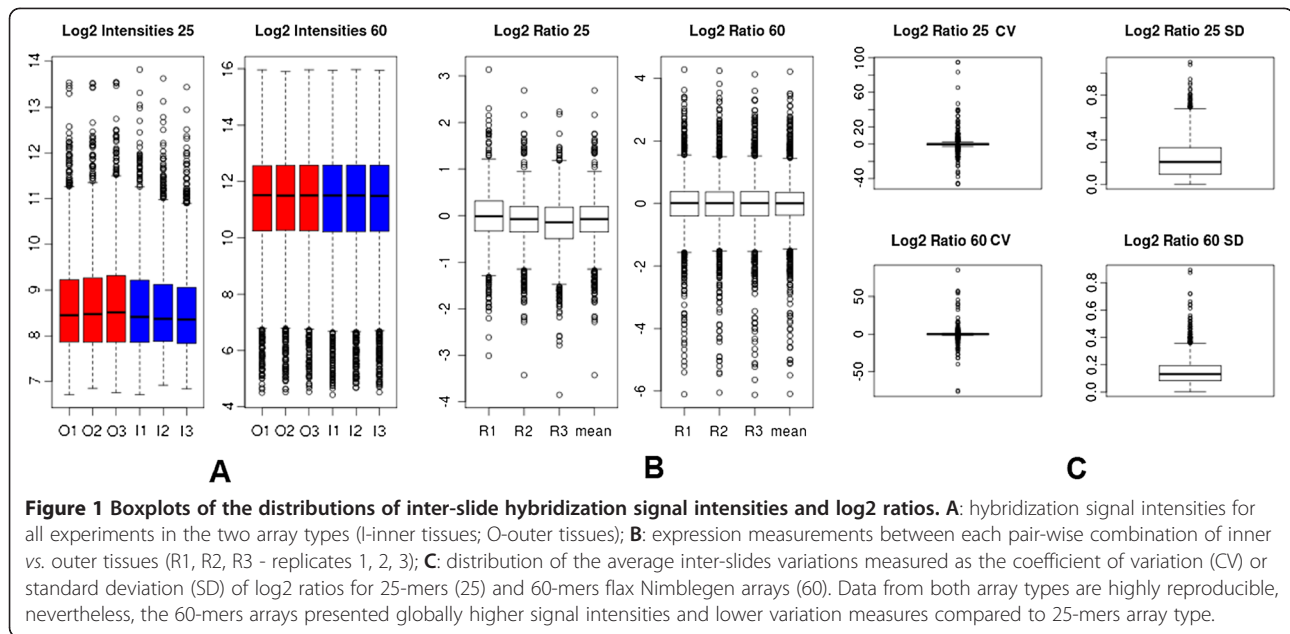 Log2 Intensities 25
14
13
12
11
10
9
8
7
O1 O2 O3 I1 I2 I3
Log2 Intensities 60
16
14
12
10
8
6
4
O1 O2 O3 I1 I2 I3
A
Log2 Ratio 25
3
2
1
0
-1
-2
-3
-4
R1 R2 R3 mean
Log2 Ratio 60
4
2
0
-2
-4
-6
R1 R2 R3 mean
B
Log2 Ratio 25 CV
100
80
60
20
0
-40
Log2 Ratio 25 SD
0.8
0.4
0.0
Log2 Ratio 60 CV
50
0
-50
Log2 Ratio 60 SD
0.8
0.6
0.4
0.2
0.0
C
Figure 1 Boxplots of the distributions of inter-slide hybridization signal intensities and log2 ratios. A: hybridization signal intensities for
all experiments in the two array types (I-inner tissues; O-outer tissues); B: expression measurements between each pair-wise combination of inner
vs. outer tissues (R1, R2, R3 - replicates 1, 2, 3); C: distribution of the average inter-slides variations measured as the coefficient of variation (CV) or
standard deviation (SD) of log2 ratios for 25-mers (25) and 60-mers flax Nimblegen arrays (60). Data from both array types are highly reproducible,
nevertheless, the 60-mers arrays presented globally higher signal intensities and lower variation measures compared to 25-mers array type.